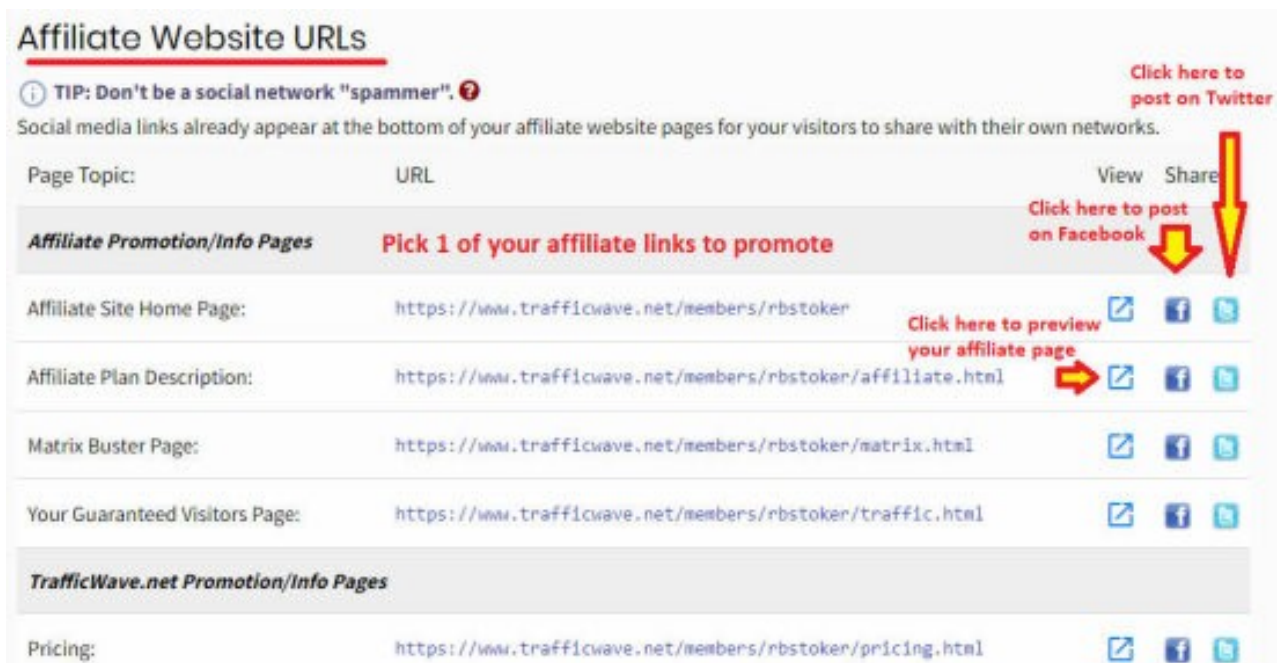 Affiliate Website URLs
Click here to
post on Twitter
TIP: Don't be a social network "spammer".
Social media links already appear at the bottom of your affiliate website pages for your visitors to share with their own networks.
Page Topic: URL View Share
Click here to post
on Facebook
Affiliate Promotion/Info Pages Pick 1 of your affiliate links to promote
Affiliate Site Home Page: https://www.trafficwave.net/members/rbstoker
Click here to preview
your affiliate page
Affiliate Plan Description: https://www.trafficwave.net/members/rbstoker/affiliate.html
Matrix Buster Page: https://www.trafficwave.net/members/rbstoker/matrix.html
Your Guaranteed Visitors Page: https://www.trafficwave.net/members/rbstoker/traffic.html
TrafficWave.net Promotion/Info Pages
Pricing: https://www.trafficwave.net/members/rbstoker/pricing.html